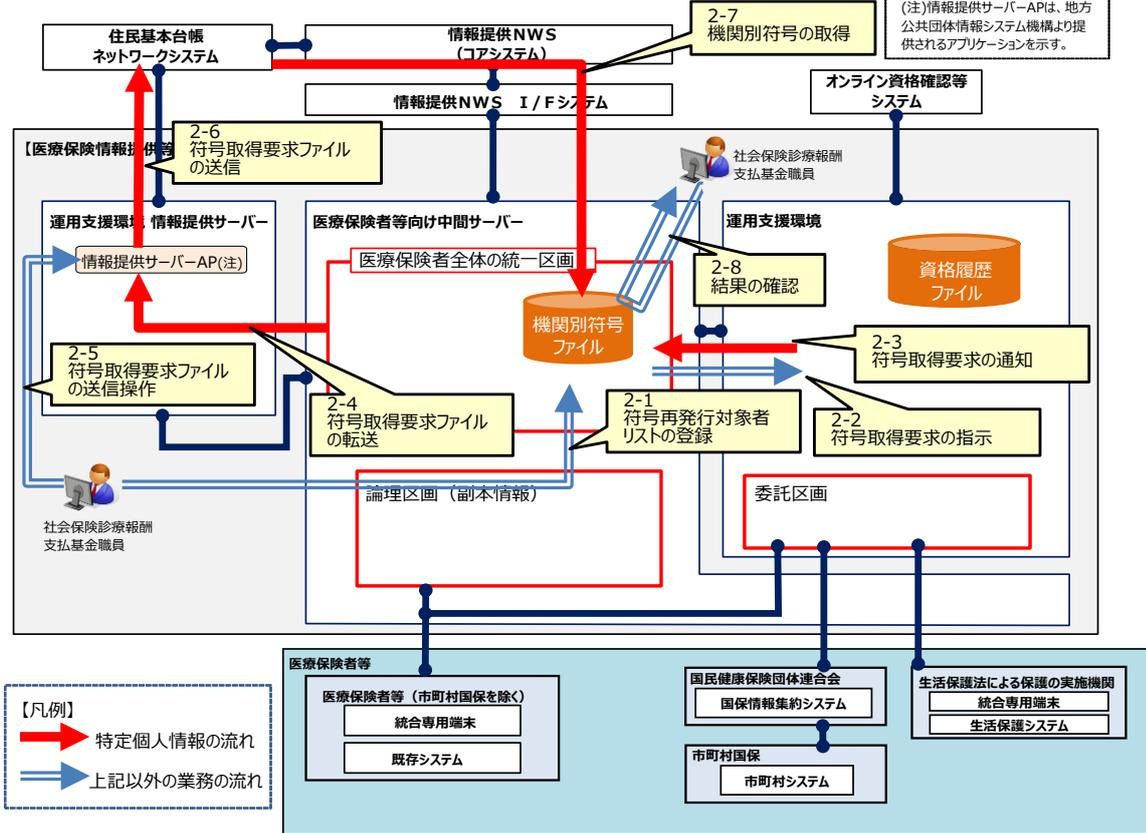 (注)情報提供サーバーAPは、地方
公共団体情報システム機構より提
供されるアプリケーションを示す。
住民基本台帳
ネットワークシステム
情報提供NWS
(コアシステム)
2-7
機関別符号の取得
情報提供NWS I/Fシステム
オンライン資格確認等
システム
【医療保険情報提供等
2-6
符号取得要求ファイル
の送信
社会保険診療報酬
支払基金職員
運用支援環境 情報提供サーバー
医療保険者等向け中間サーバー
運用支援環境
情報提供サーバーAP(注)
医療保険者全体の統一区画
2-8
結果の確認
資格履歴
ファイル
機関別符号
ファイル
2-3
符号取得要求の通知
2-5
符号取得要求ファイル
の送信操作
2-4
符号取得要求ファイル
の転送
2-1
符号再発行対象者
リストの登録
2-2
符号取得要求の指示
論理区画(副本情報)
委託区画
社会保険診療報酬
支払基金職員
医療保険者等
医療保険者等(市町村国保を除く)
統合専用端末
既存システム
国民健康保険団体連合会
国保情報集約システム
市町村国保
市町村システム
生活保護法による保護の実施機関
統合専用端末
生活保護システム
【凡例】
特定個人情報の流れ
上記以外の業務の流れ